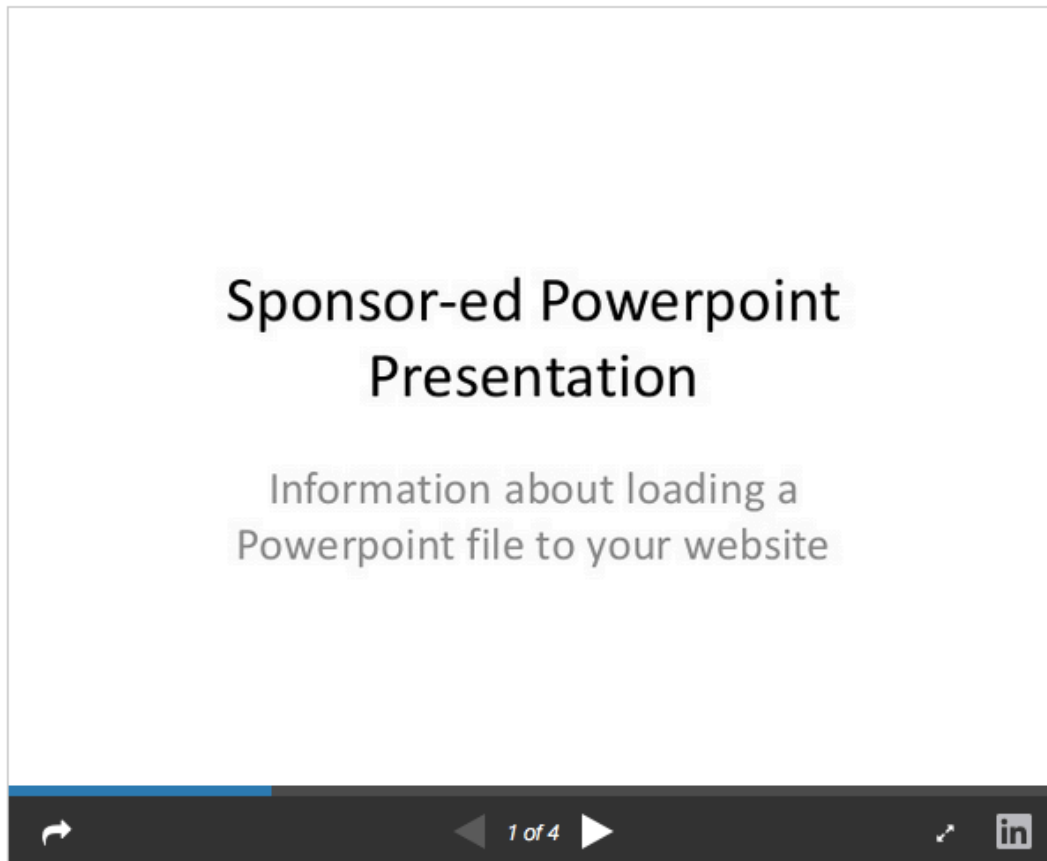 Sponsor-ed Powerpoint
Presentation
Information about loading a
Powerpoint file to your website
1 of 4
in